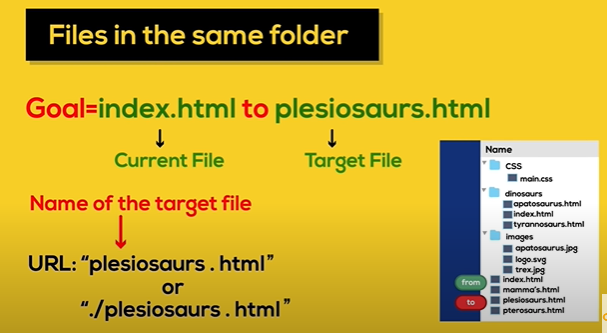 Files in the same folder
Goal=index.html to plesiosaurs.html
Current File
Target File
Name of the target file
URL: “plesiosaurs . html”
or
“./plesiosaurs . html”
Name
CSS
main.css
dinosaurs
apatosaurus.html
index.html
tyrannosaurs.html
images
apatosaurus.jpg
logo.svg
trex.jpg
from
index.html
mamma's.html
to
plesiosaurs.html
pterosaurs.html